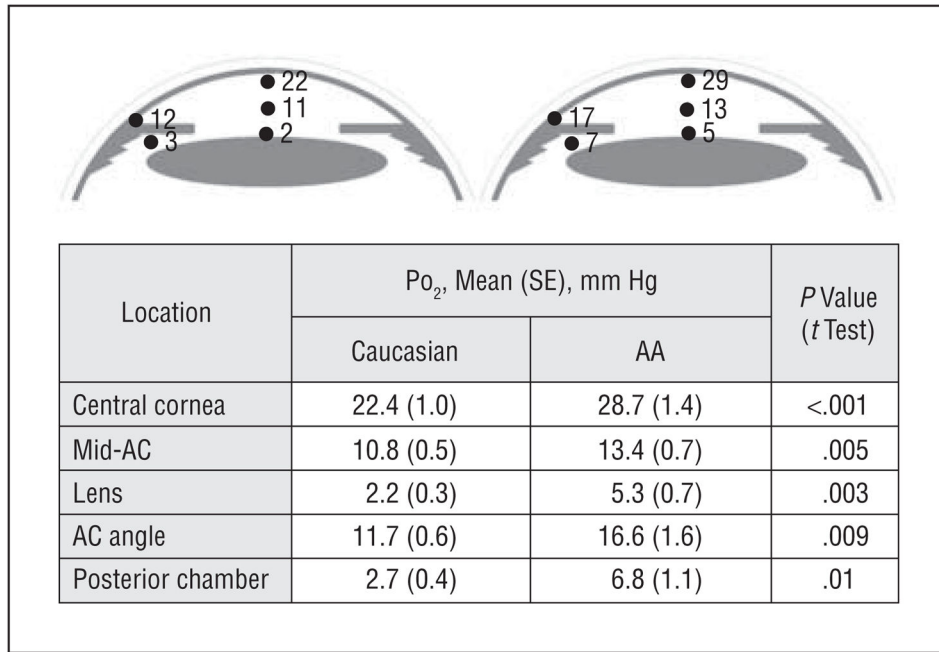 22
29
11
13
12
17
2
5
3
7
Location
Po2, Mean (SE), mm Hg
P Value
(t Test)
Caucasian
AA
Central cornea 22.4 (1.0) 28.7 (1.4) <.001
Mid-AC 10.8 (0.5) 13.4 (0.7) .005
Lens 2.2 (0.3) 5.3 (0.7) .003
AC angle 11.7 (0.6) 16.6 (1.6) .009
Posterior chamber 2.7 (0.4) 6.8 (1.1) .01